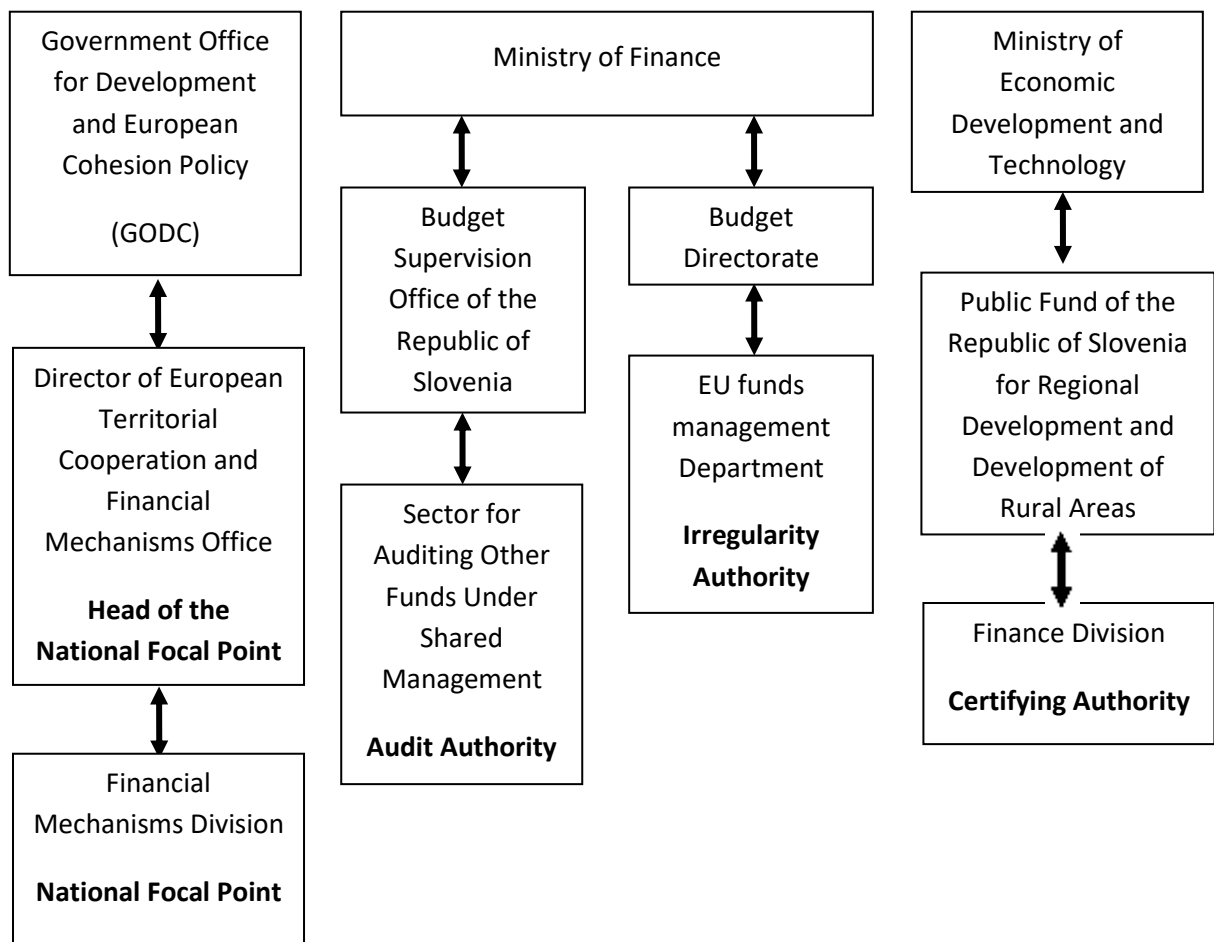 Government Office
for Development
and European
Cohesion Policy
(GODC)
Director of European
Territorial
Cooperation and
Financial
Mechanisms Office
Head of the
National Focal Point
Financial
Mechanisms Division
National Focal Point
Ministry of Finance
Budget
Supervision
Office of the
Republic of
Slovenia
Sector for
Auditing Other
Funds Under
Shared
Management
Audit Authority
Budget
Directorate
EU funds
management
Department
Irregularity
Authority
Ministry of
Economic
Development and
Technology
Public Fund of the
Republic of Slovenia
for Regional
Development and
Development of
Rural Areas
Finance Division
Certifying Authority